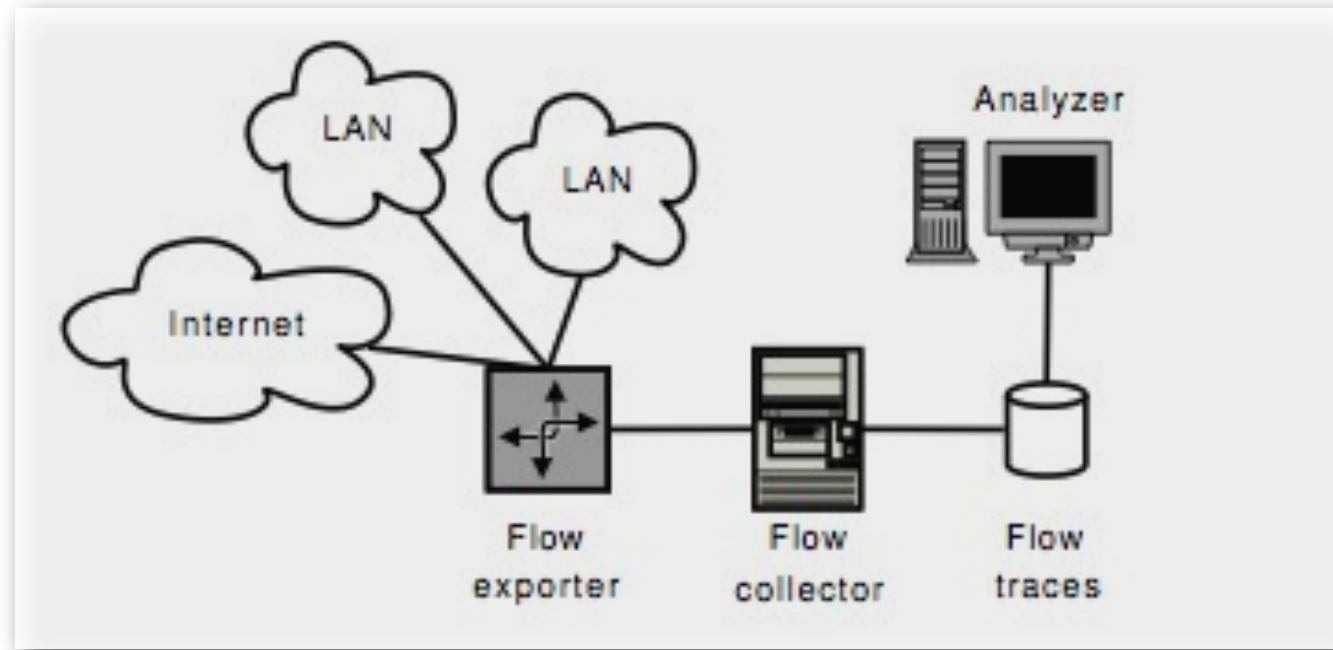 LAN
LAN
Internet
Analyzer
Flow
exporter
Flow
collector
Flow
traces